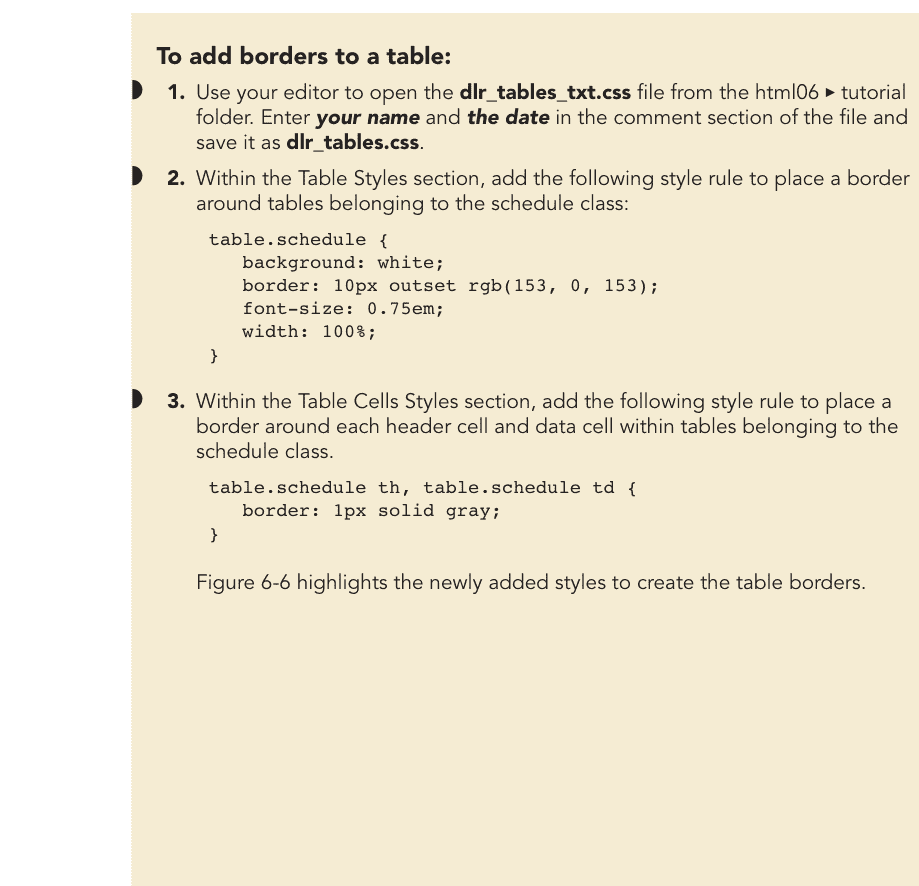 To add borders to a table:
1. Use your editor to open the dlr_tables_txt.css file from the html06 ▸ tutorial
folder. Enter your name and the date in the comment section of the file and
save it as dlr_tables.css.
2. Within the Table Styles section, add the following style rule to place a border
around tables belonging to the schedule class:
table.schedule {
background: white;
border: 10px outset rgb(153, 0, 153);
font-size: 0.75em;
width: 100%;
}
3. Within the Table Cells Styles section, add the following style rule to place a
border around each header cell and data cell within tables belonging to the
schedule class.
table.schedule th, table.schedule td {
border: 1px solid gray;
}
Figure 6-6 highlights the newly added styles to create the table borders.